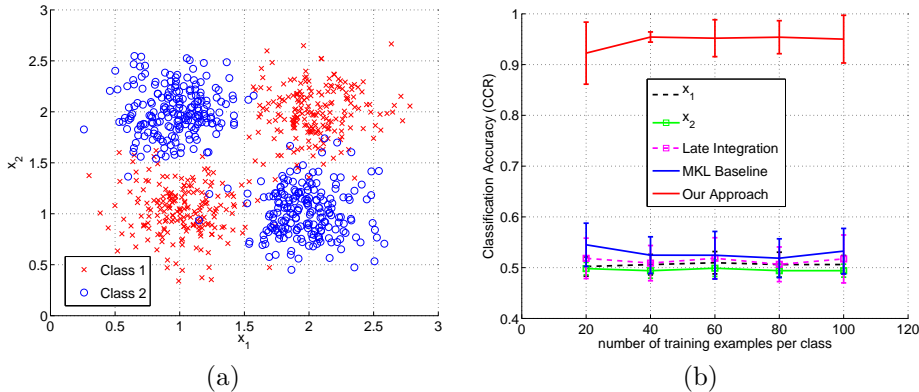 3
2.5
2
1.5
1
0.5
0
x2
0
0.5
1
1.5
2
2.5
3
x1
Class 1
Class 2
(a)
1
0.9
0.8
0.7
0.6
0.5
0.4
Classification Accuracy (CCR)
x1
x2
Late Integration
MKL Baseline
Our Approach
0
20
40
60
80
100
120
number of training examples per class
(b)